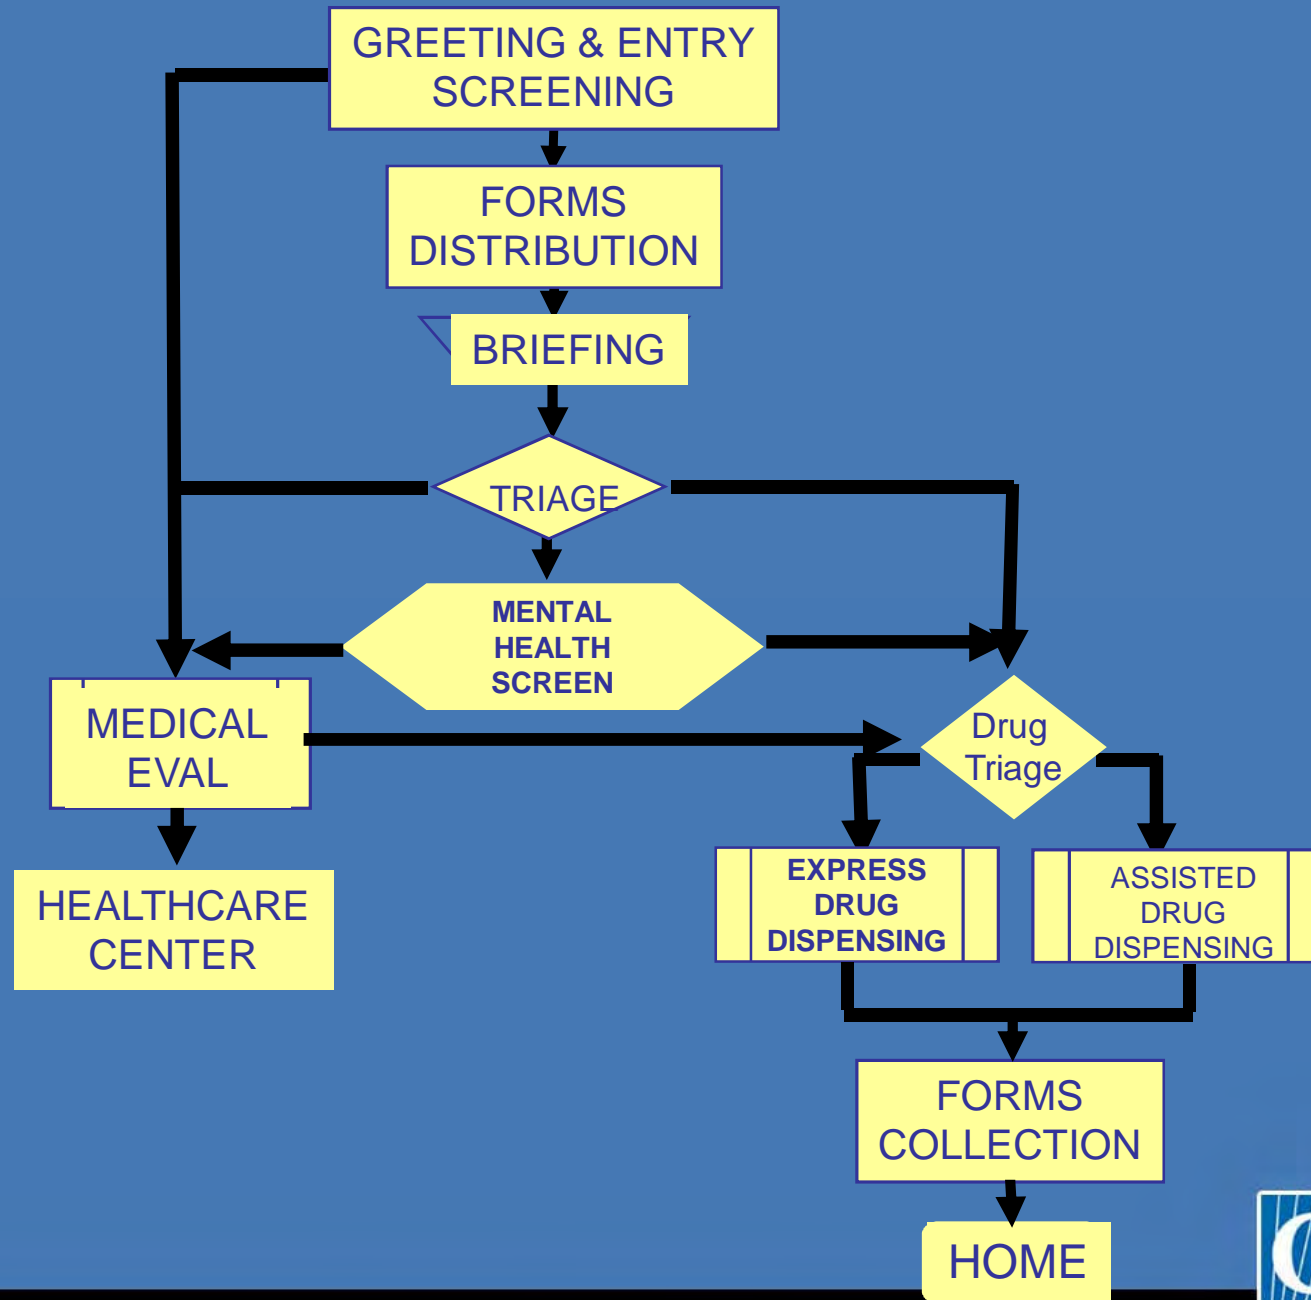 GREETING & ENTRY
SCREENING
FORMS
DISTRIBUTION
BRIEFING
TRIAGE
MENTAL
HEALTH
SCREEN
MEDICAL
EVAL
Drug
Triage
HEALTHCARE
CENTER
EXPRESS
DRUG
DISPENSING
ASSISTED
DRUG
DISPENSING
FORMS
COLLECTION
HOME